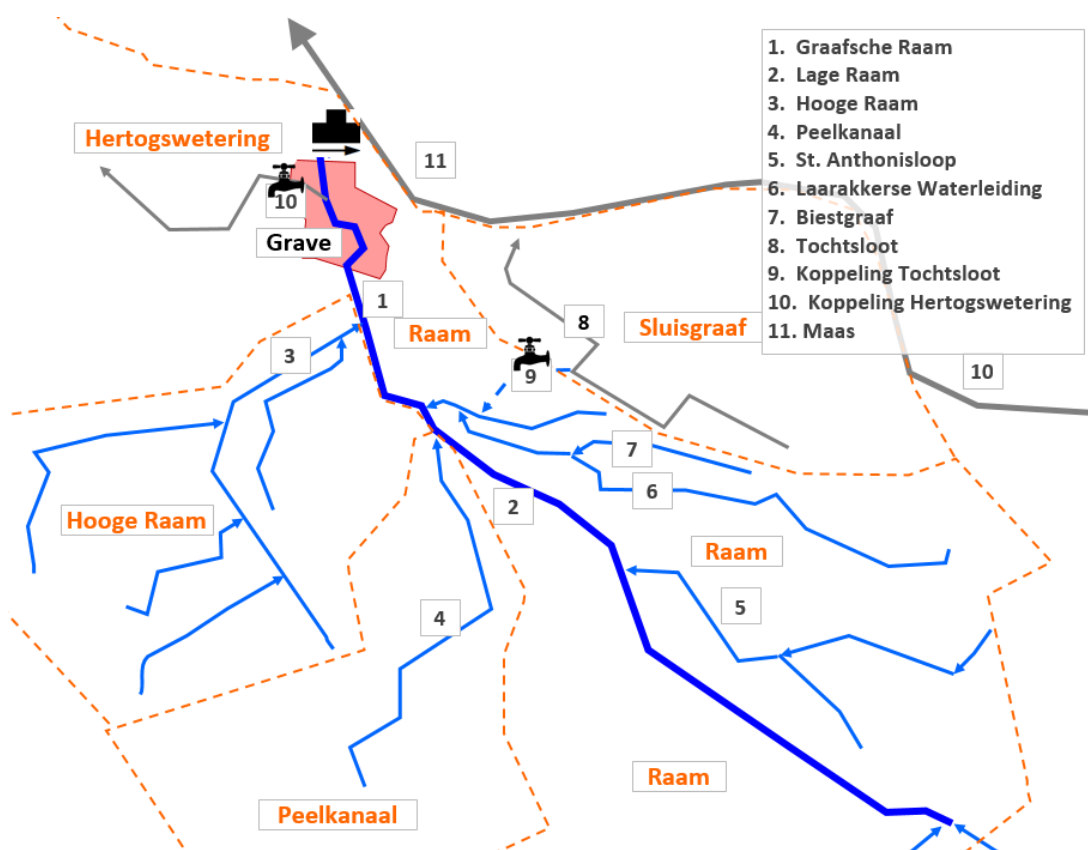 1. Graafsche Raam
2. Lage Raam
3. Hooge Raam
4. Peelkanaal
5. St. Anthonisloop
6. Laarakkerse Waterleiding
7. Biestgraaf
8. Tochtsloot
9. Koppeling Tochtsloot
10. Koppeling Hertogswetering
11. Maas
Hertogswetering
11
10
Grave
1
Raam
8
Sluisgraaf
3
9
10
7
6
2
Hooge Raam
Raam
5
4
Raam
Peelkanaal